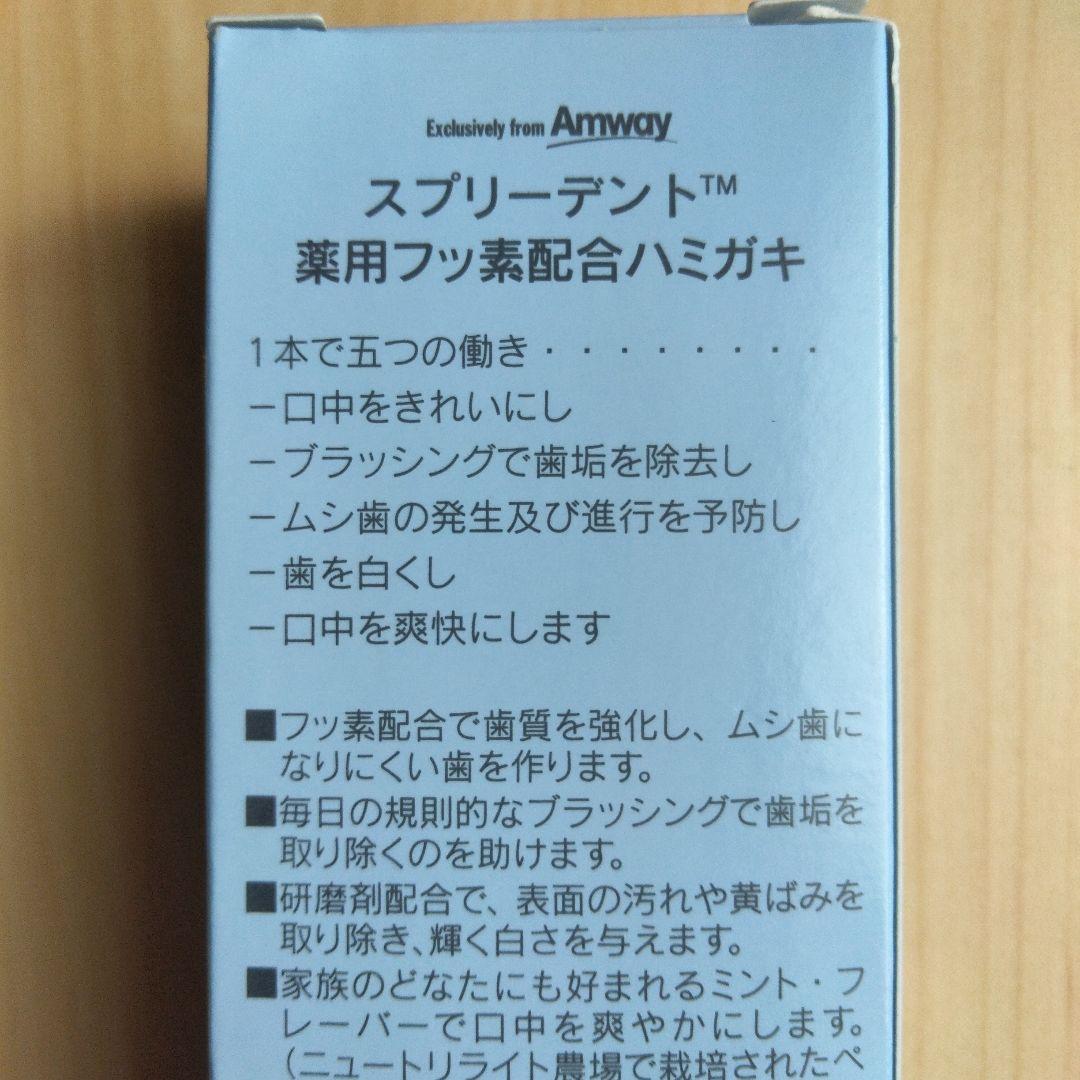 Exclusively from Amway
スプリーデント™
薬用フッ素配合ハミガキ
1本で五つの働き・・・・・・・・・
－口中をきれいにし
－ブラッシングで歯垢を除去し
－ムシ歯の発生及び進行を予防し
－歯を白くし
－口中を爽快にします
■フッ素配合で歯質を強化し、ムシ歯に
なりにくい歯を作ります。
■毎日の規則的なブラッシングで歯垢を
取り除くのを助けます。
■研磨剤配合で、表面の汚れや黄ばみを
取り除き、輝く白さを与えます。
■家族のどなたにも好まれるミント・フ
レーバーで口中を爽やかにします。
（ニュートリライト農場で栽培されたペ